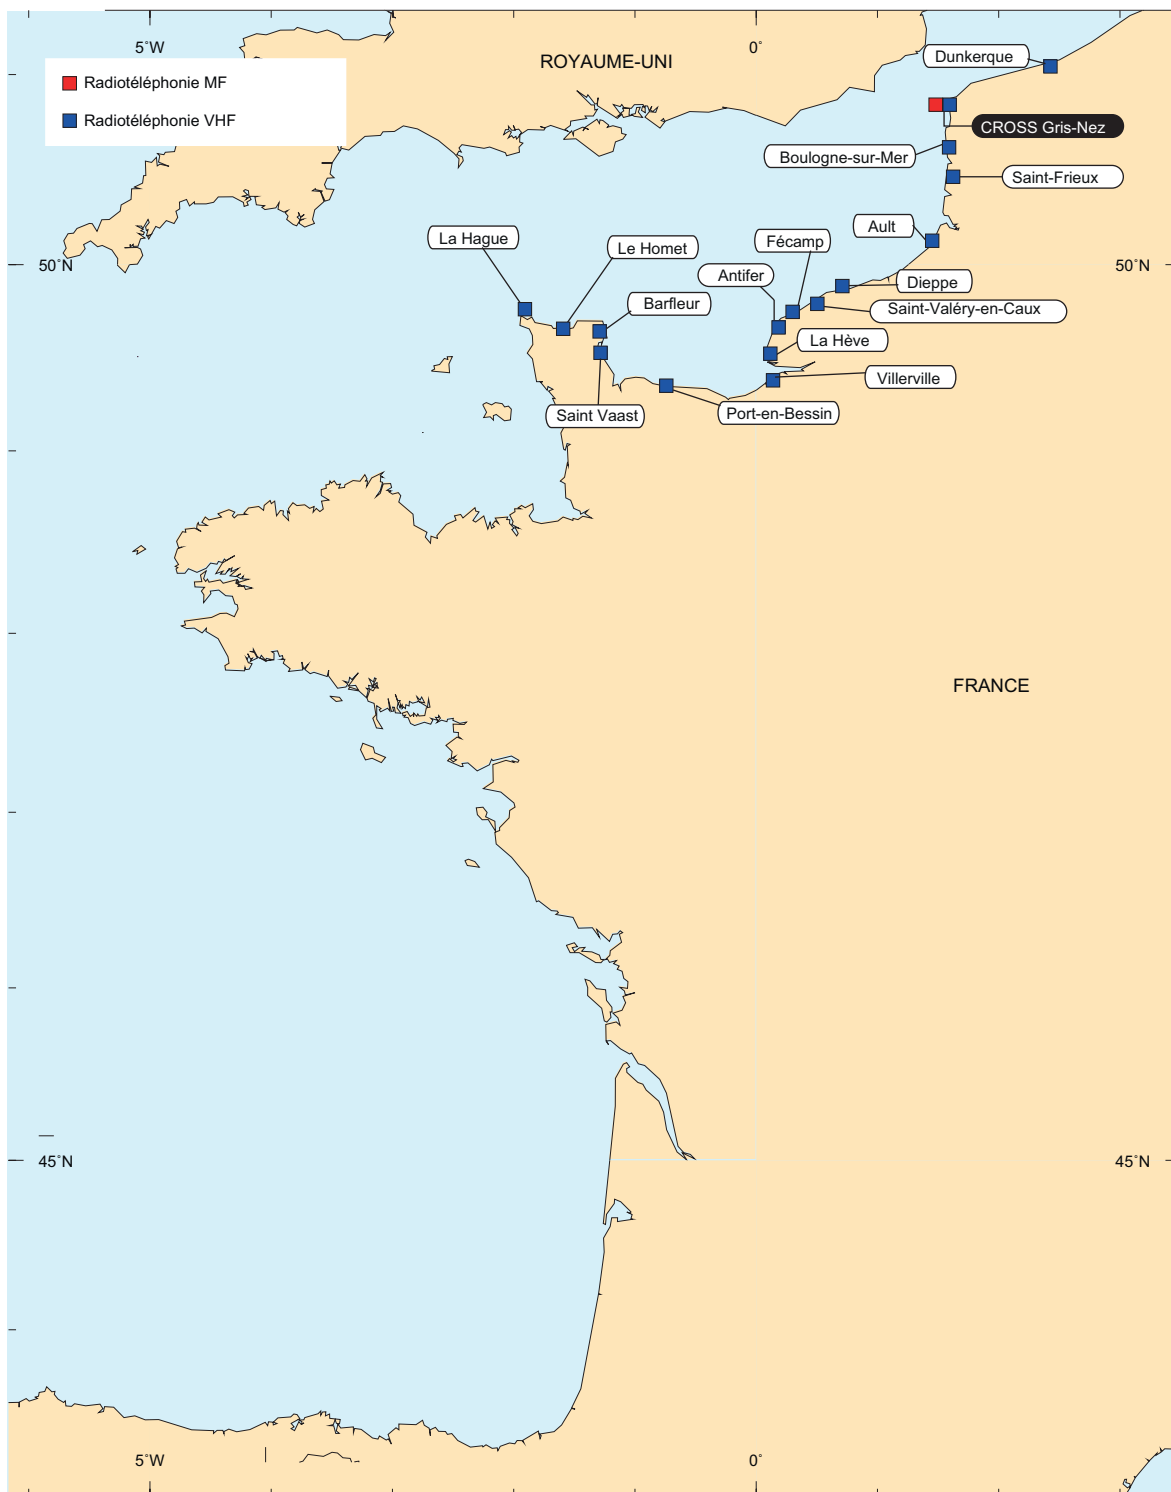 5°W
0°
ROYAUME-UNI
Dunkerque
Radiotéléphonie MF
Radiotéléphonie VHF
CROSS Gris-Nez
Boulogne-sur-Mer
Saint-Frieux
Ault
La Hague
Fécamp
Le Homet
50°N
50°N
Antifer
Dieppe
Barfleur
Saint-Valéry-en-Caux
La Hève
Villerville
Saint Vaast
Port-en-Bessin
FRANCE
45°N
45°N
5°W
0°